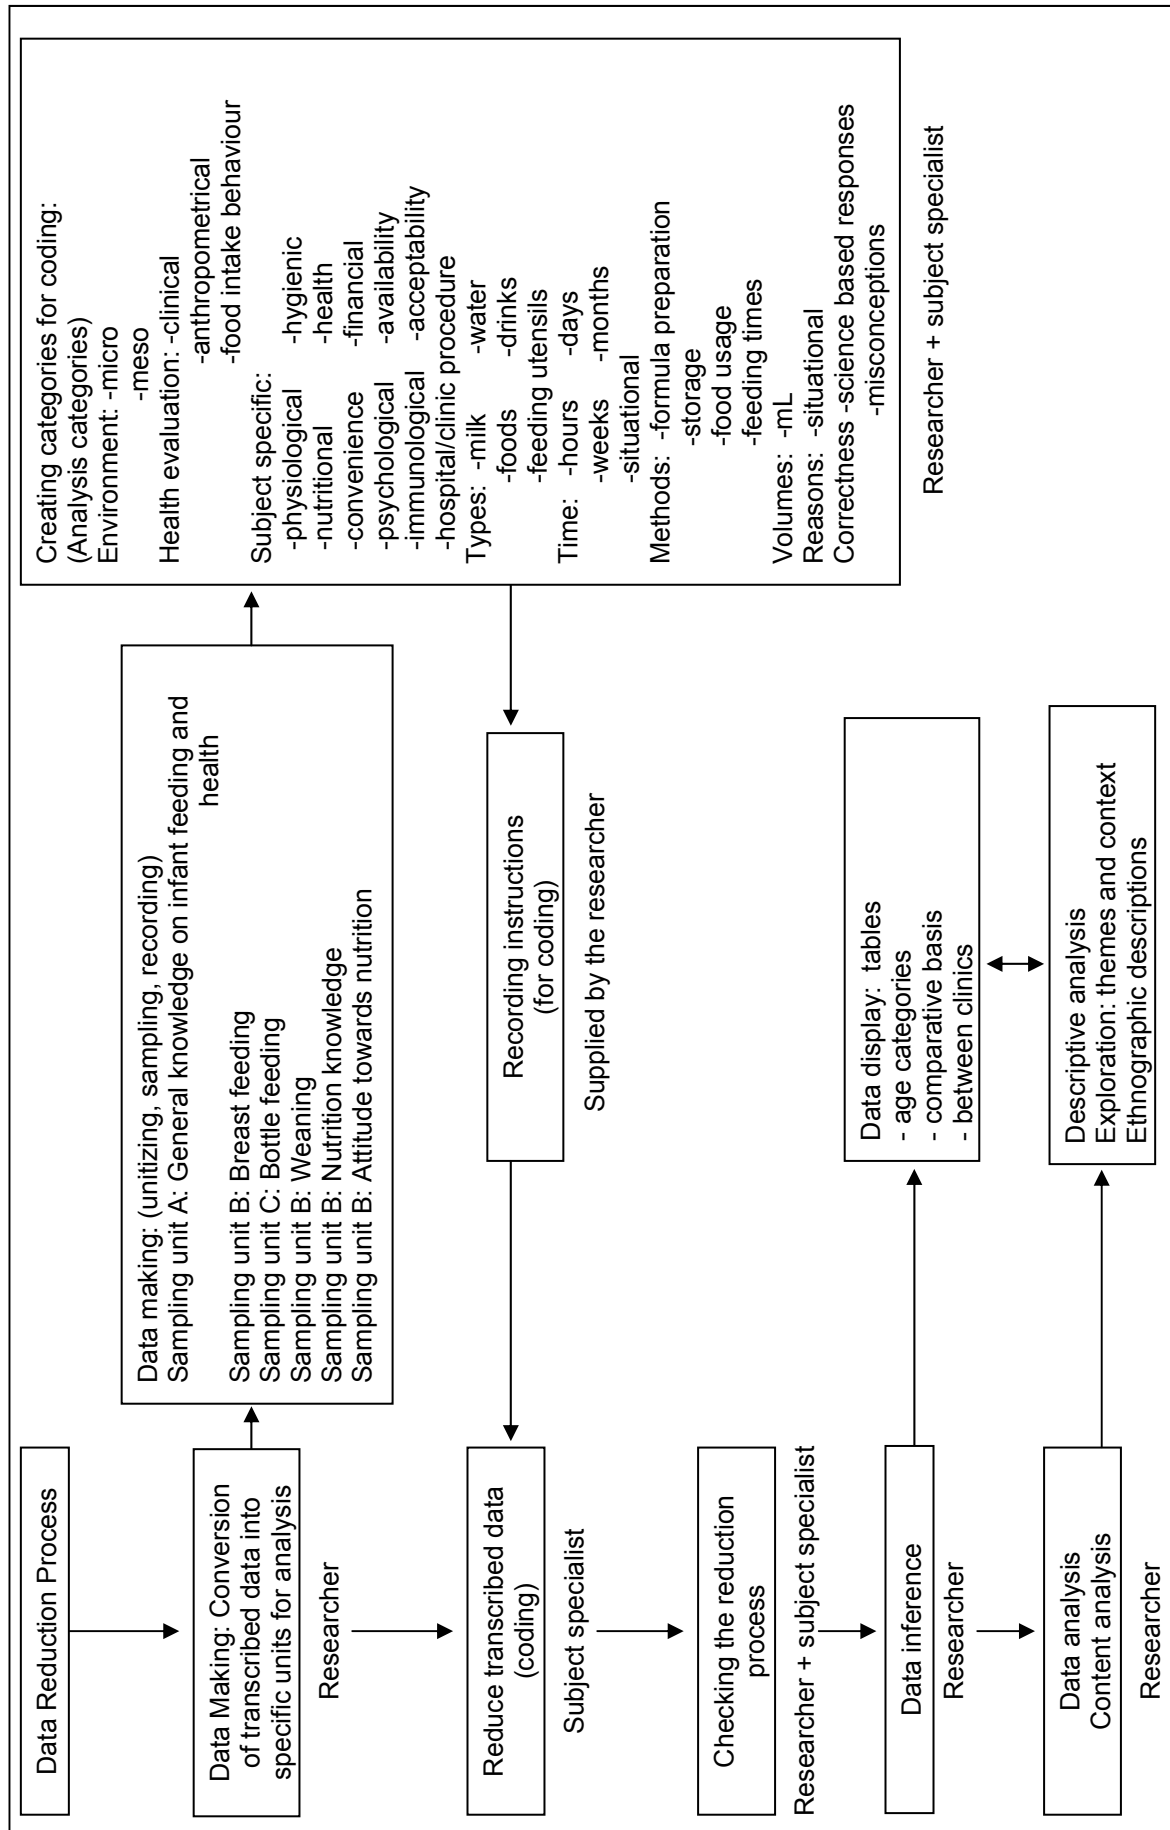 Data Reduction Process
Data Making: Conversion
of transcribed data into
specific units for analysis
Researcher
Data making: (unitizing, sampling, recording)
Sampling unit A: General knowledge on infant feeding and
health
Sampling unit B: Breast feeding
Sampling unit C: Bottle feeding
Sampling unit B: Weaning
Sampling unit B: Nutrition knowledge
Sampling unit B: Attitude towards nutrition
Creating categories for coding:
(Analysis categories)
Environment: -micro
-meso
Health evaluation: -clinical
-anthropometrical
-food intake behaviour
Subject specific:
-physiological -hygienic
-nutritional -health
-convenience -financial
-psychological -availability
-immunological -acceptability
-hospital/clinic procedure
Types: -milk -water
-foods -drinks
-feeding utensils
Time: -hours -days
-weeks -months
-situational
Methods: -formula preparation
-storage
-food usage
-feeding times
Volumes: -mL
Reasons: -situational
Correctness -science based responses
-misconceptions
Researcher + subject specialist
Recording instructions
(for coding)
Supplied by the researcher
Reduce transcribed data
(coding)
Subject specialist
Checking the reduction
process
Researcher + subject specialist
Data inference
Researcher
Data display: tables
- age categories
- comparative basis
- between clinics
Data analysis
Content analysis
Researcher
Descriptive analysis
Exploration: themes and context
Ethnographic descriptions